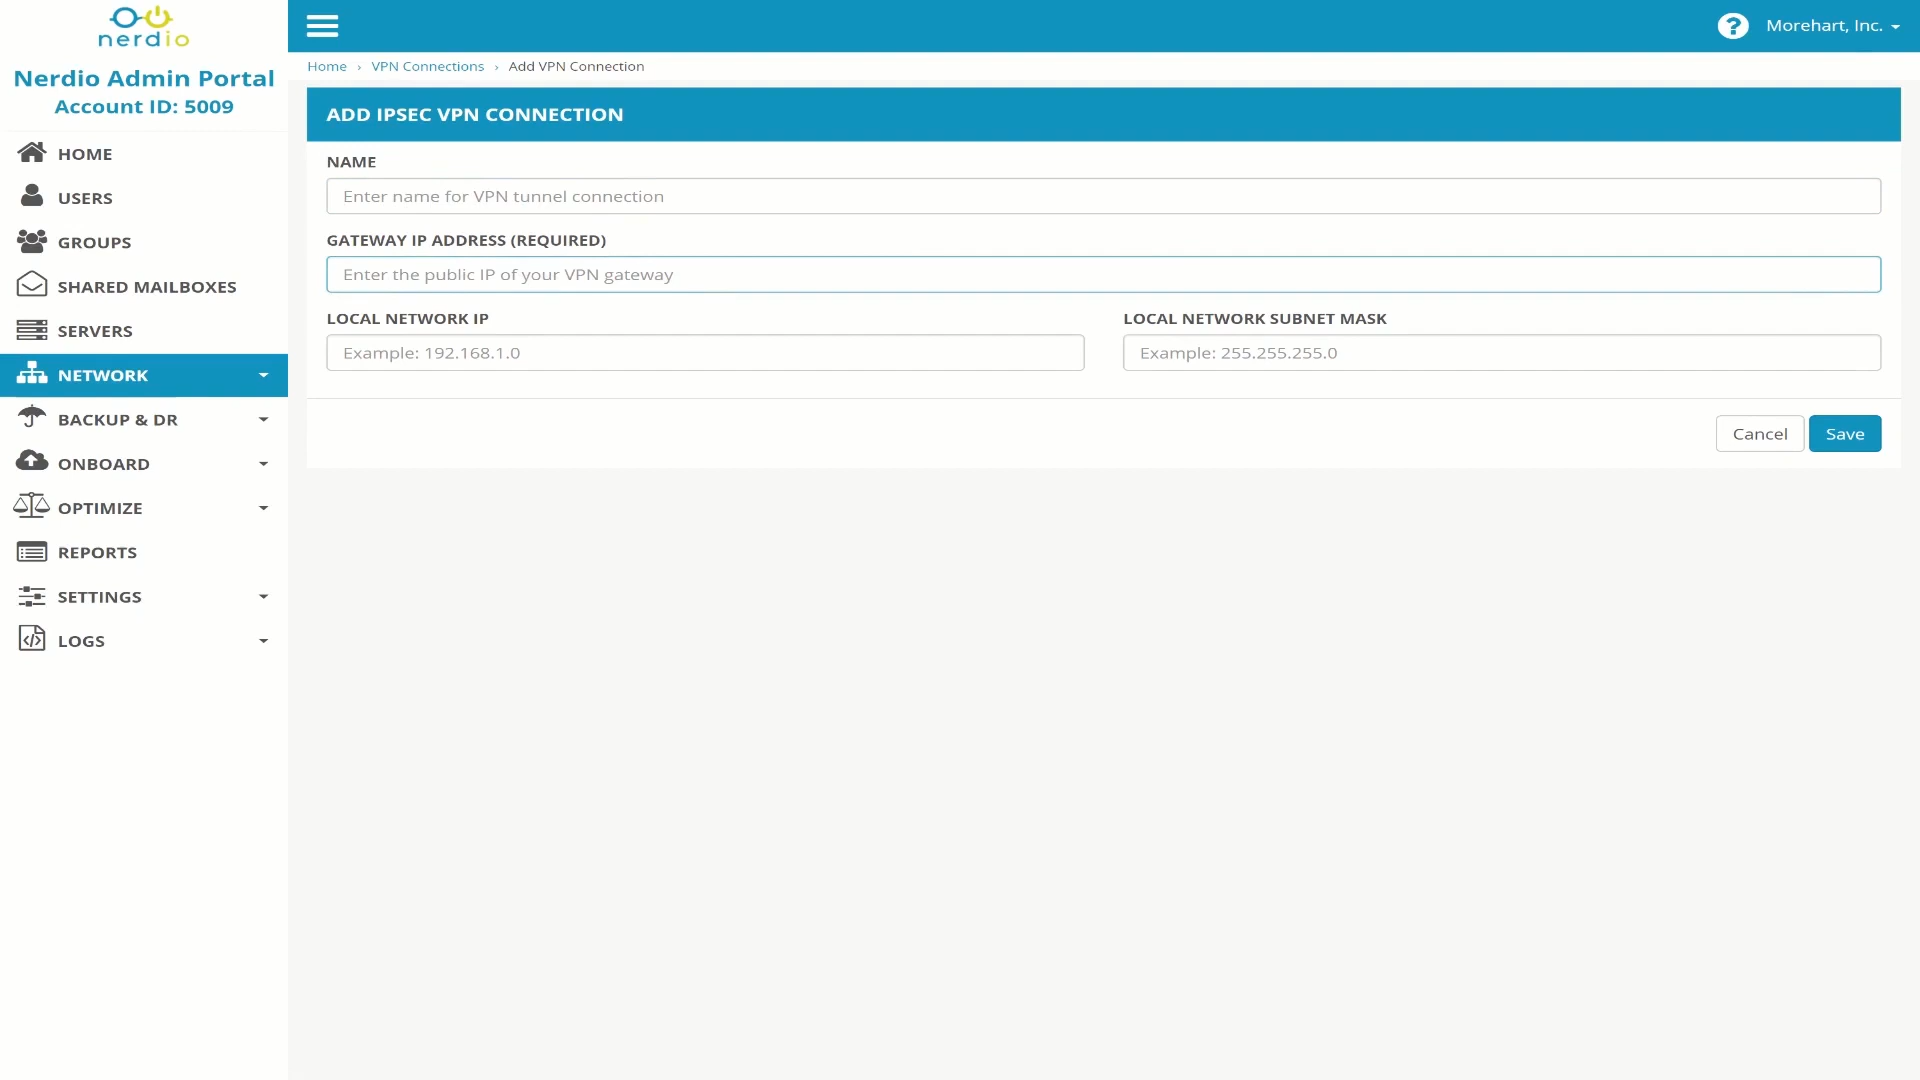 nerdio
Nerdio Admin Portal
Account ID: 5009
HOME
USERS
GROUPS
SHARED MAILBOXES
SERVERS
NETWORK
BACKUP & DR
ONBOARD
OPTIMIZE
REPORTS
SETTINGS
LOGS
? Morehart, Inc.
Home › VPN Connections › Add VPN Connection
ADD IPSEC VPN CONNECTION
NAME
Enter name for VPN tunnel connection
GATEWAY IP ADDRESS (REQUIRED)
Enter the public IP of your VPN gateway
LOCAL NETWORK IP
Example: 192.168.1.0
LOCAL NETWORK SUBNET MASK
Example: 255.255.255.0
Cancel Save